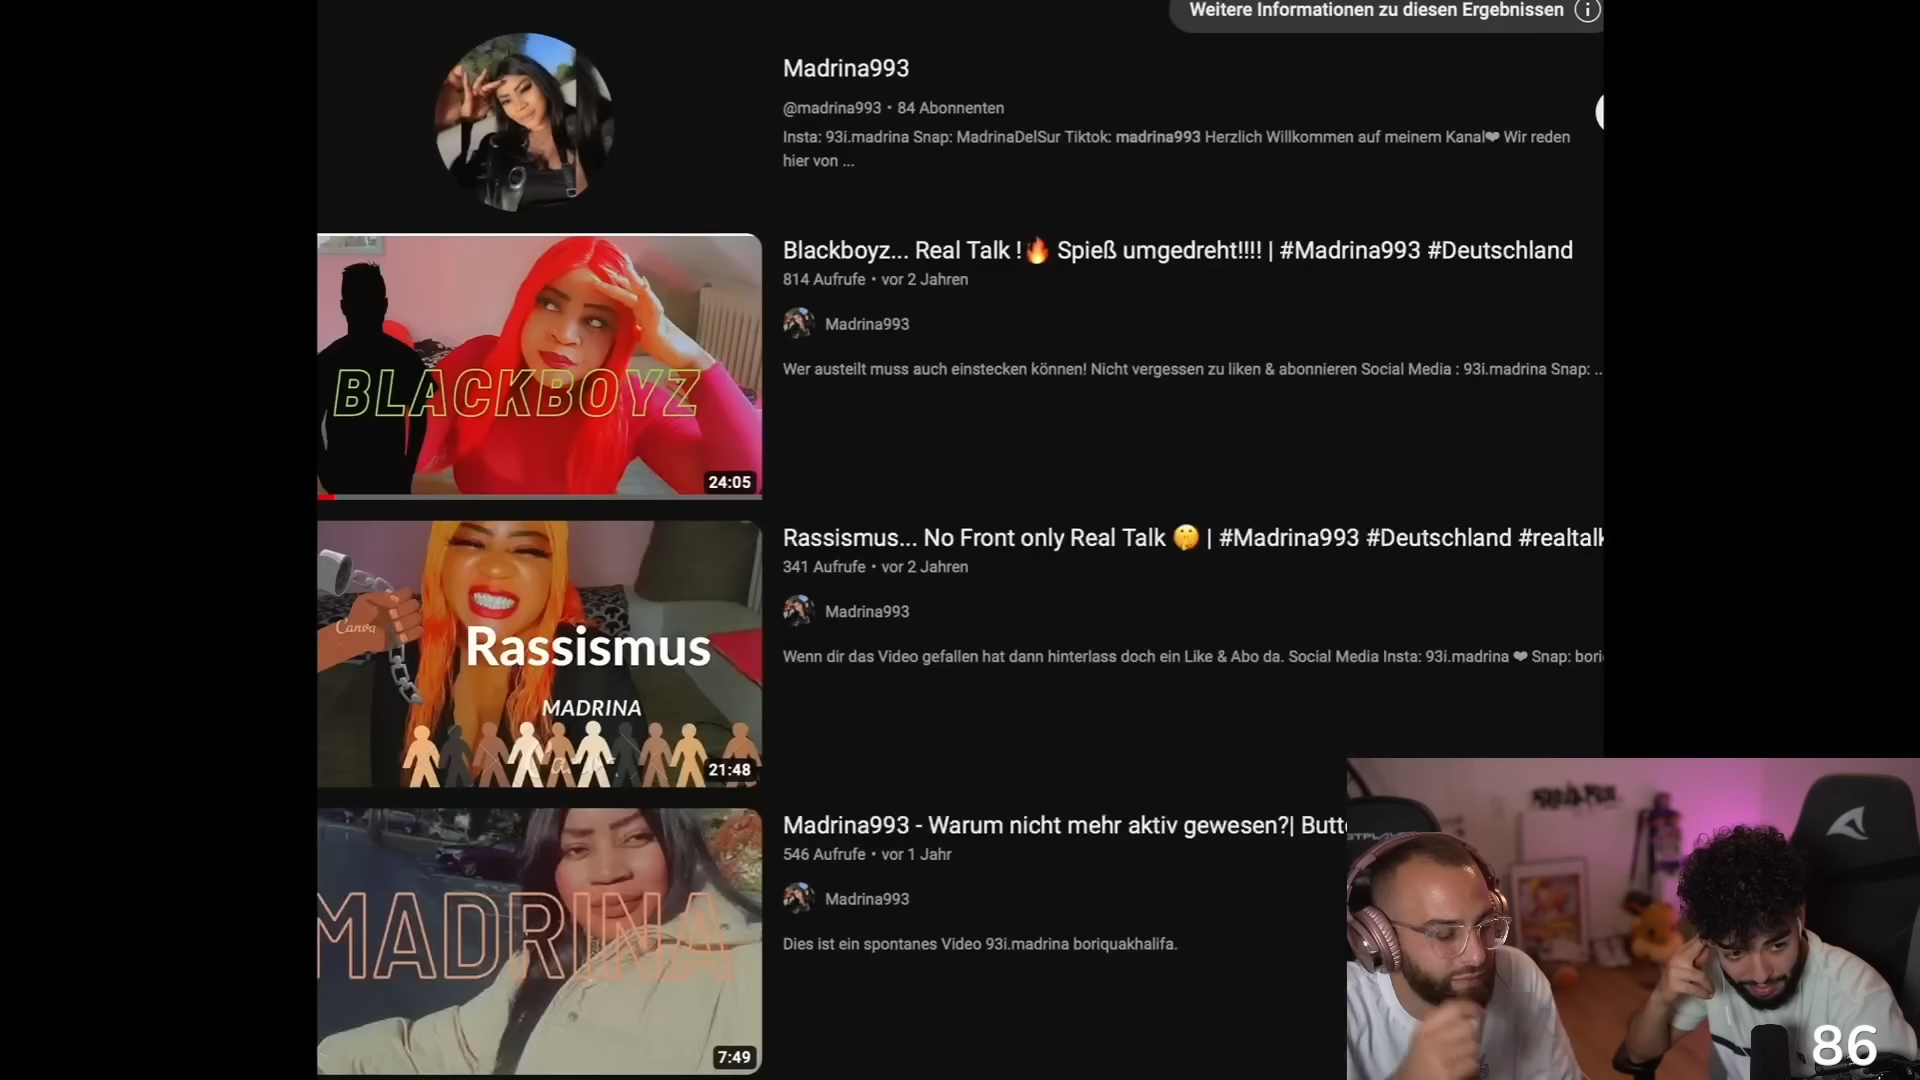 Weitere Informationen zu diesen Ergebnissen
Madrina993
@madrina993 • 84 Abonnenten
Insta: 93i.madrina Snap: MadrinaDelSur Tiktok: madrina993 Herzlich Willkommen auf meinem Kanal❤ Wir reden
hier von ...
BLACKBOYZ
24:05
Blackboyz... Real Talk !🔥 Spieß umgedreht!!!! | #Madrina993 #Deutschland
814 Aufrufe • vor 2 Jahren
Madrina993
Wer austeilt muss auch einstecken können! Nicht vergessen zu liken & abonnieren Social Media : 93i.madrina Snap: ..
Canva
Rassismus
MADRINA
21:48
Rassismus... No Front only Real Talk 🤫 | #Madrina993 #Deutschland #realtalk
341 Aufrufe • vor 2 Jahren
Madrina993
Wenn dir das Video gefallen hat dann hinterlass doch ein Like & Abo da. Social Media Insta: 93i.madrina ❤ Snap: bori
MADRINA
7:49
Madrina993 - Warum nicht mehr aktiv gewesen?| Butt
546 Aufrufe • vor 1 Jahr
Madrina993
Dies ist ein spontanes Video 93i.madrina boriquakhalifa.
86